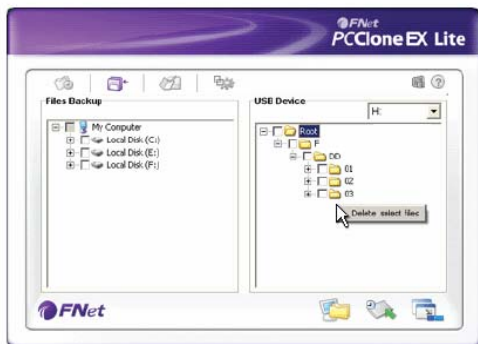 FNet
PCClone EX Lite
Files Backup
USB Device
H:
My Computer
Local Disk (C:)
Local Disk (E:)
Local Disk (F:)
Root
F
DD
01
02
03
Delete select files
FNet